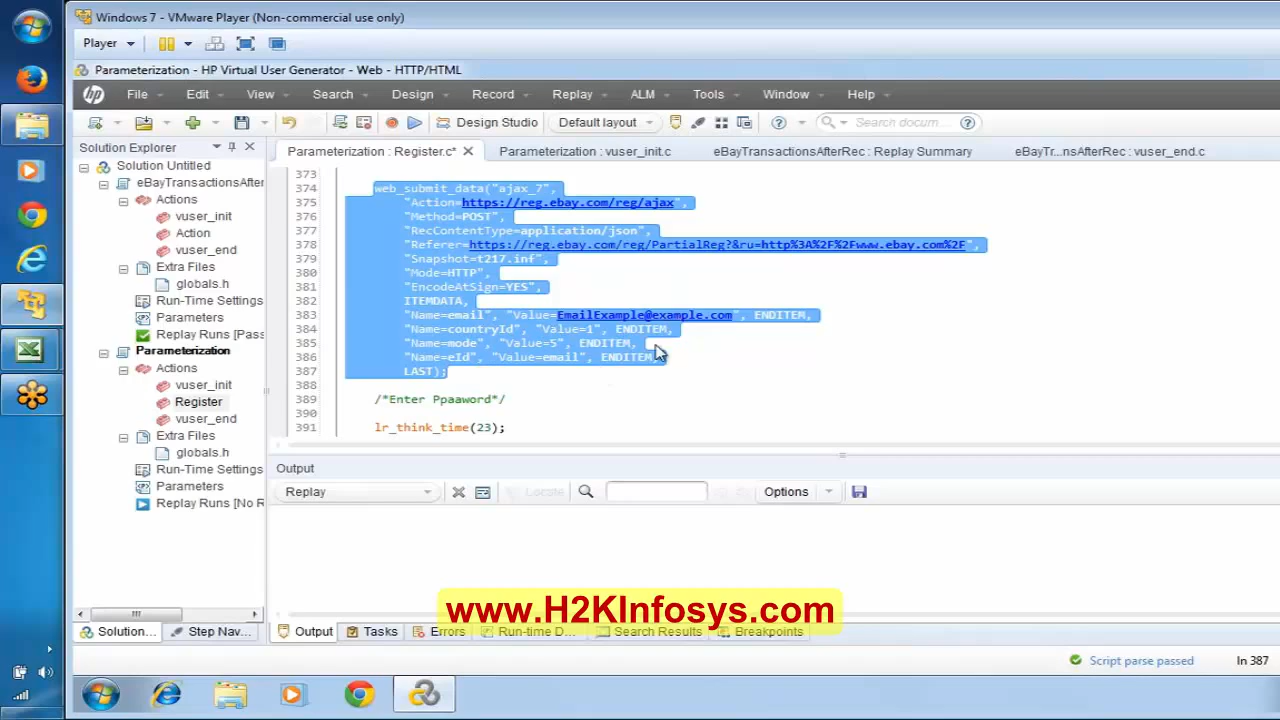 Windows 7 - VMware Player (Non-commercial use only)
Player
Parameterization - HP Virtual User Generator - Web - HTTP/HTML
hp File Edit View Search Design Record Replay ALM Tools Window Help
Design Studio Default layout Search docum...
Solution Explorer
Parameterization : Register.c* Parameterization : vuser_init.c eBayTransactionsAfterRec : Replay Summary eBayTr...nsAfterRec : vuser_end.c
Solution Untitled
eBayTransactionsAfter
Actions
vuser_init
Action
vuser_end
Extra Files
globals.h
Run-Time Settings
Parameters
Replay Runs [Pass
Parameterization
Actions
vuser_init
Register
vuser_end
Extra Files
globals.h
Run-Time Settings
Parameters
Replay Runs [No R
373
374 web_submit_data("ajax_7",
375 "Action=https://reg.ebay.com/reg/ajax",
376 "Method=POST",
377 "RecContentType=application/json",
378 "Referer=https://reg.ebay.com/reg/PartialReg?&ru=http%3A%2F%2Fwww.ebay.com%2F",
379 "Snapshot=t217.inf",
380 "Mode=HTTP",
381 "EncodeAtSign=YES",
382 ITEMDATA,
383 "Name=email", "Value=EmailExample@example.com", ENDITEM,
384 "Name=countryId", "Value=1", ENDITEM,
385 "Name=mode", "Value=5", ENDITEM,
386 "Name=eId", "Value=email", ENDITEM,
387 LAST);
388
389 /*Enter Ppaaword*/
390
391 lr_think_time(23);
Output
Replay Locate Options
www.H2KInfosys.com
Solution... Step Nav... Output Tasks Errors Run-time D... Search Results Breakpoints
Script parse passed ln 387